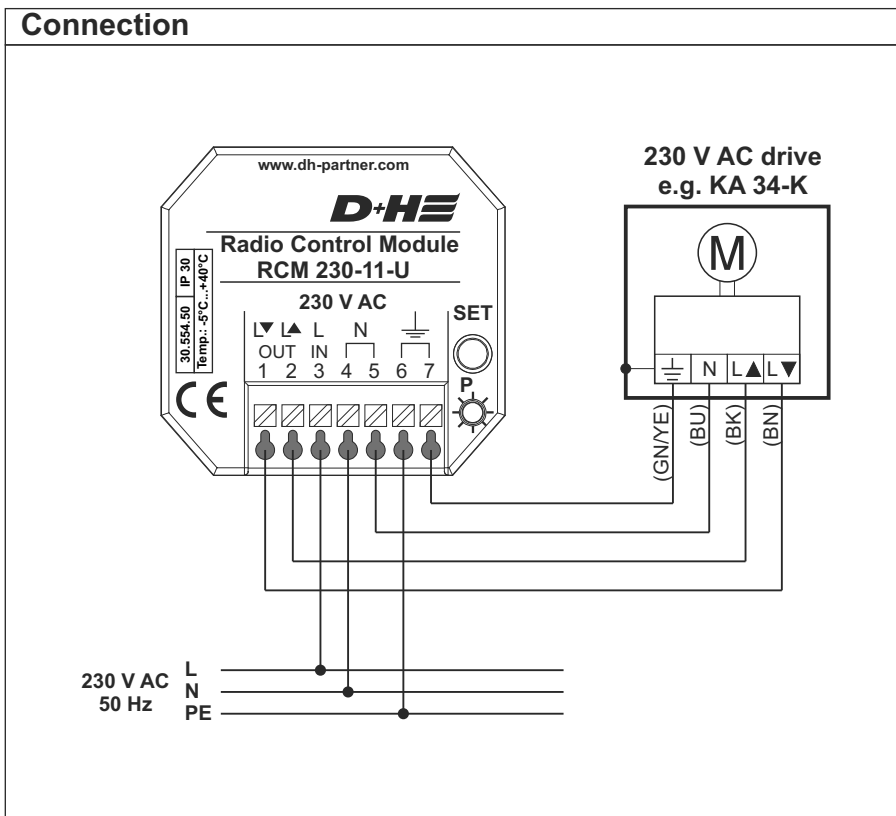 Connection
www.dh-partner.com
D+H
Radio Control Module
RCM 230-11-U
230 V AC
L▼ L▲ L N
OUT IN
1 2 3 4 5 6 7
SET
P
30.554.50 IP 30
Temp.: -5°C...+40°C
CE
230 V AC drive
e.g. KA 34-K
M
N L▲ L▼
(GN/YE) (BU) (BK) (BN)
230 V AC
50 Hz
L
N
PE